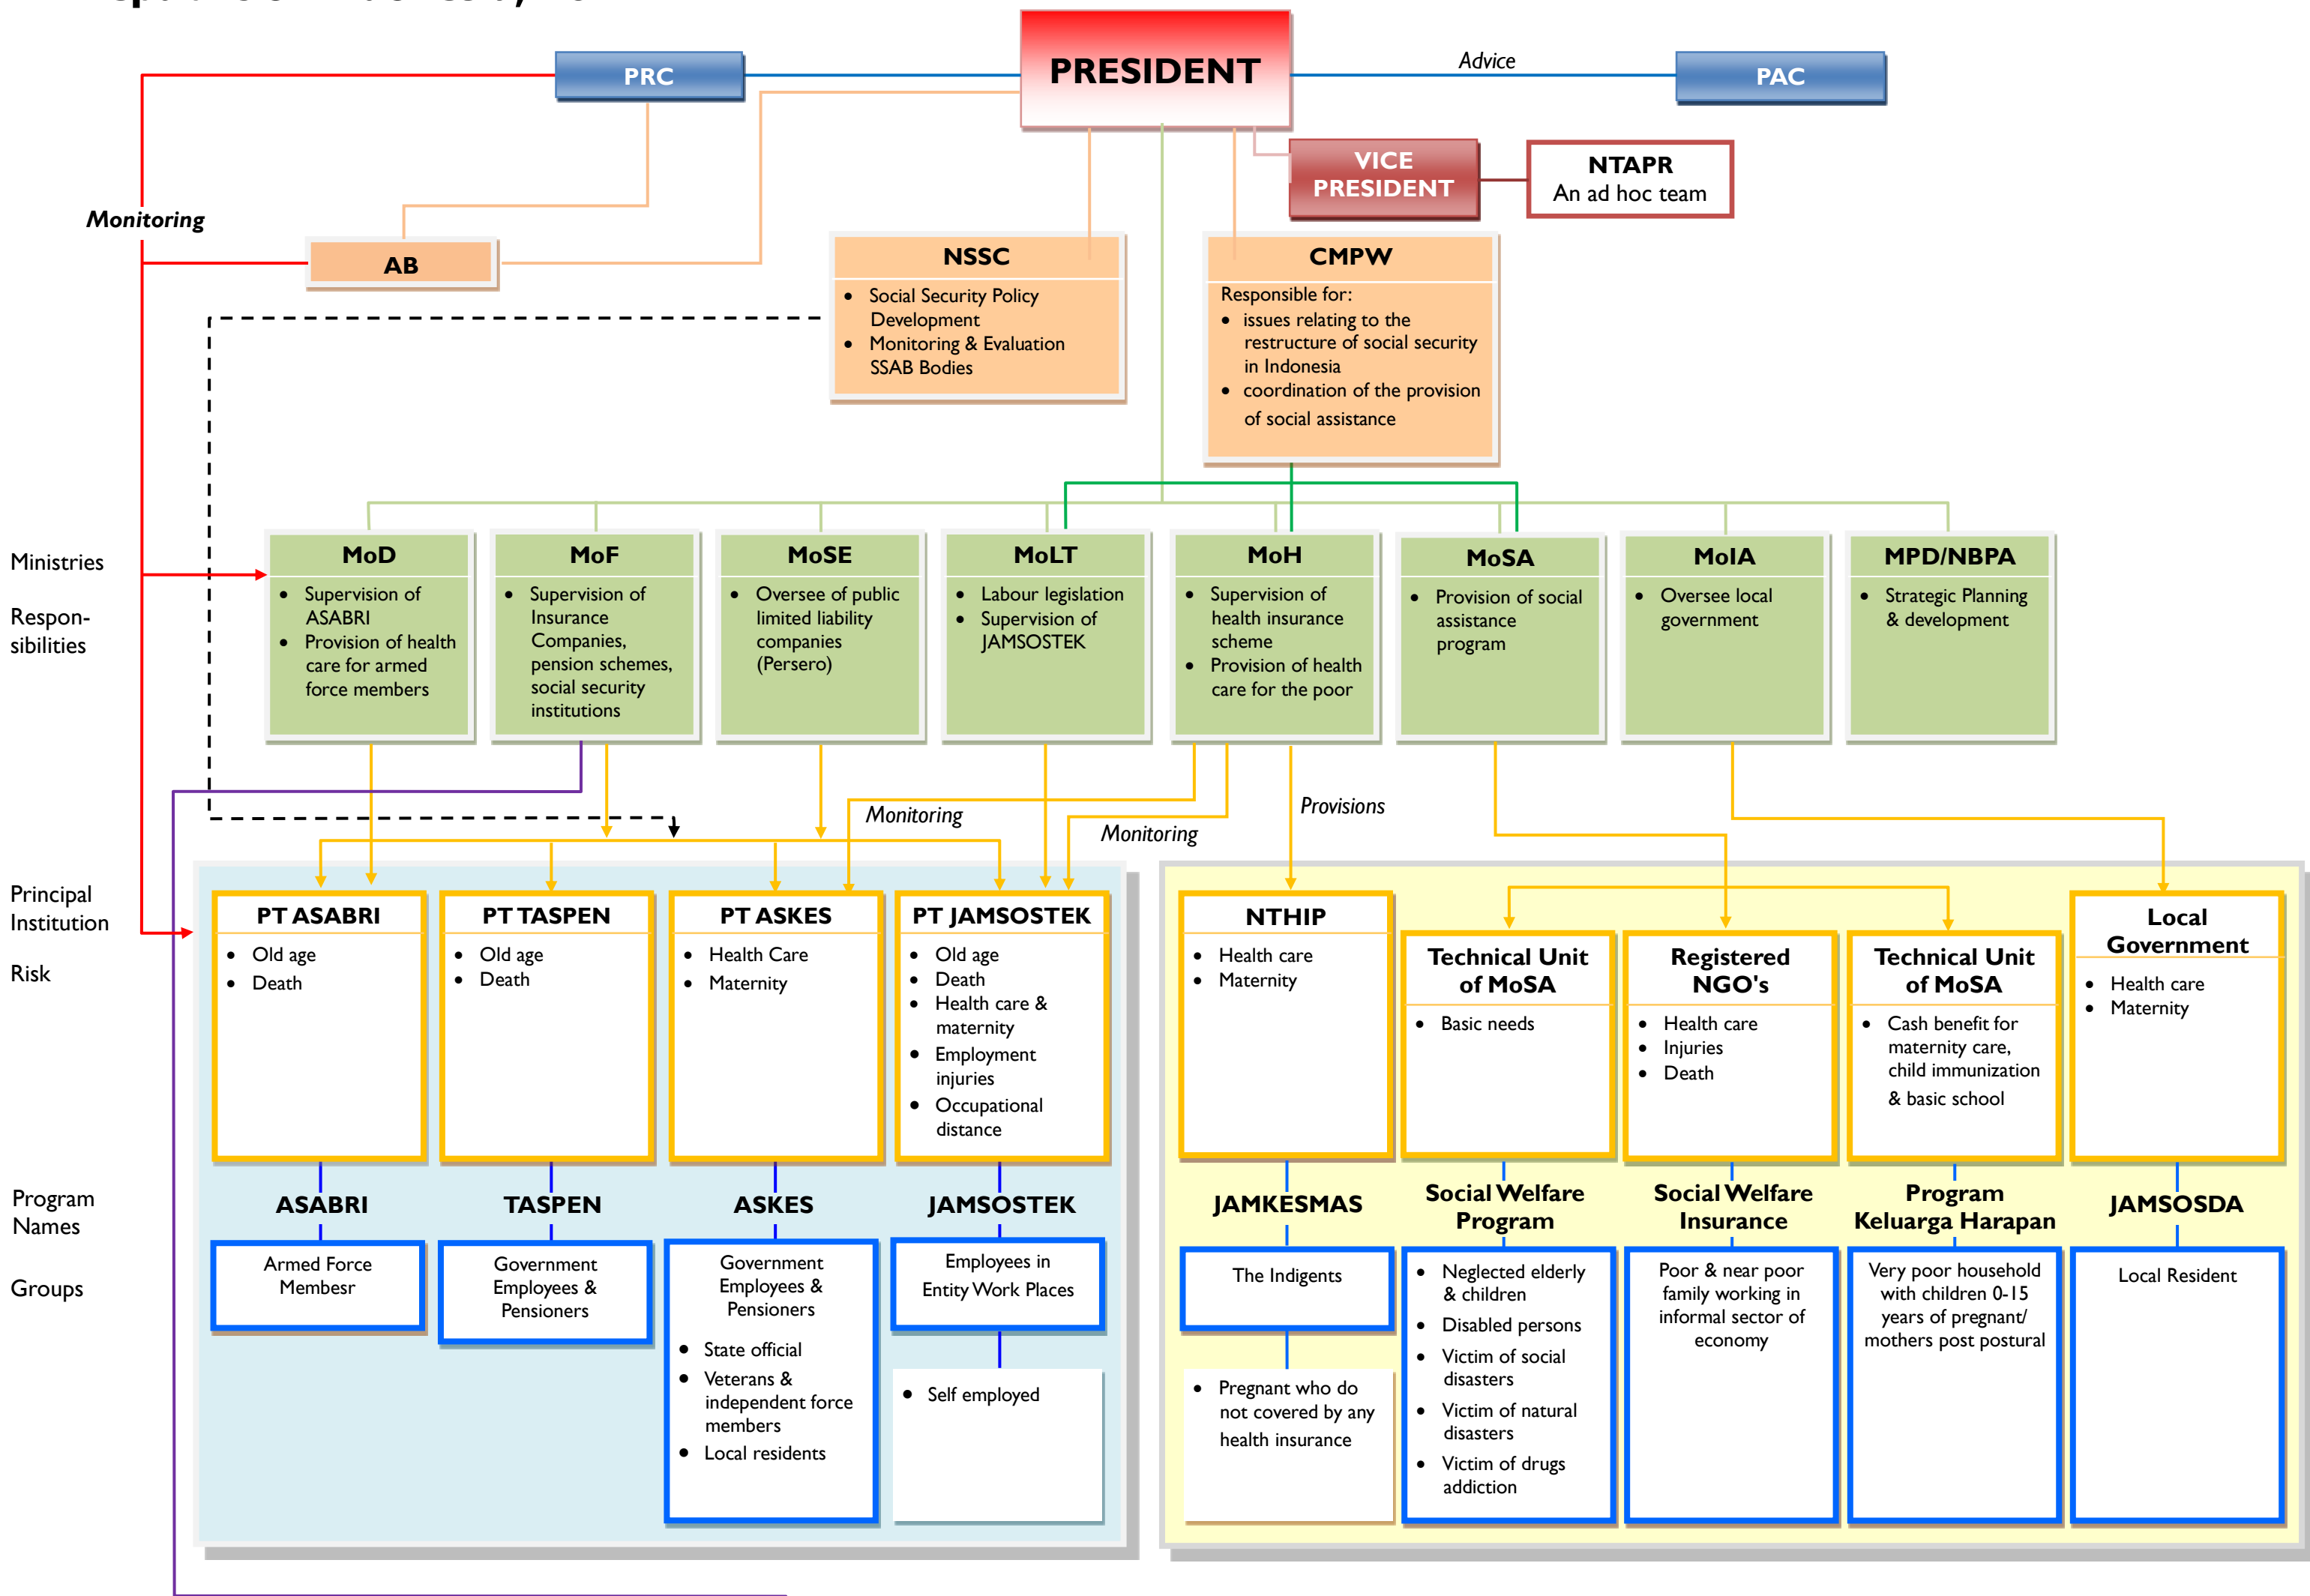 PRESIDENT
PRC
Advice
PAC
VICE
PRESIDENT
NTAPR
An ad hoc team
Monitoring
AB
NSSC
• Social Security Policy
Development
• Monitoring & Evaluation
SSAB Bodies
CMPW
Responsible for:
• issues relating to the
restructure of social security
in Indonesia
• coordination of the provision
of social assistance
Ministries
Respon-
sibilities
MoD
• Supervision of
ASABRI
• Provision of health
care for armed
force members
MoF
• Supervision of
Insurance
Companies,
pension schemes,
social security
institutions
MoSE
• Oversee of public
limited liability
companies
(Persero)
MoLT
• Labour legislation
• Supervision of
JAMSOSTEK
MoH
• Supervision of
health insurance
scheme
• Provision of health
care for the poor
MoSA
• Provision of social
assistance
program
MoIA
• Oversee local
government
MPD/NBPA
• Strategic Planning
& development
Monitoring
Monitoring
Provisions
Principal
Institution
Risk
PT ASABRI
• Old age
• Death
PT TASPEN
• Old age
• Death
PT ASKES
• Health Care
• Maternity
PT JAMSOSTEK
• Old age
• Death
• Health care &
maternity
• Employment
injuries
• Occupational
distance
NTHIP
• Health care
• Maternity
Technical Unit
of MoSA
• Basic needs
Registered
NGO's
• Health care
• Injuries
• Death
Technical Unit
of MoSA
• Cash benefit for
maternity care,
child immunization
& basic school
Local
Government
• Health care
• Maternity
Program
Names
ASABRI
TASPEN
ASKES
JAMSOSTEK
JAMKESMAS
Social Welfare
Program
Social Welfare
Insurance
Program
Keluarga Harapan
JAMSOSDA
Groups
Armed Force
Membesr
Government
Employees &
Pensioners
Government
Employees &
Pensioners
• State official
• Veterans &
independent force
members
• Local residents
Employees in
Entity Work Places
• Self employed
The Indigents
• Pregnant who do
not covered by any
health insurance
• Neglected elderly
& children
• Disabled persons
• Victim of social
disasters
• Victim of natural
disasters
• Victim of drugs
addiction
Poor & near poor
family working in
informal sector of
economy
Very poor household
with children 0-15
years of pregnant/
mothers post postural
Local Resident